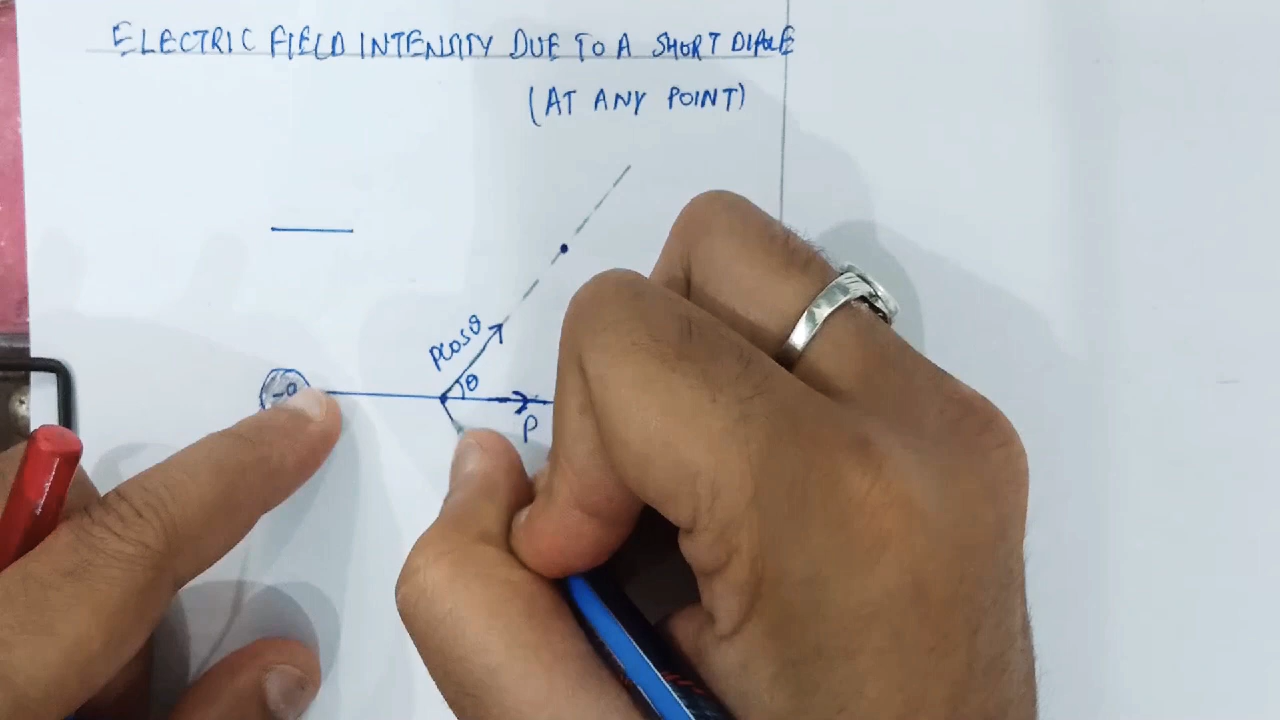 ELECTRIC FIELD INTENSITY DUE TO A SHORT DIPOLE
(AT ANY POINT)
PCOSθ
θ
P